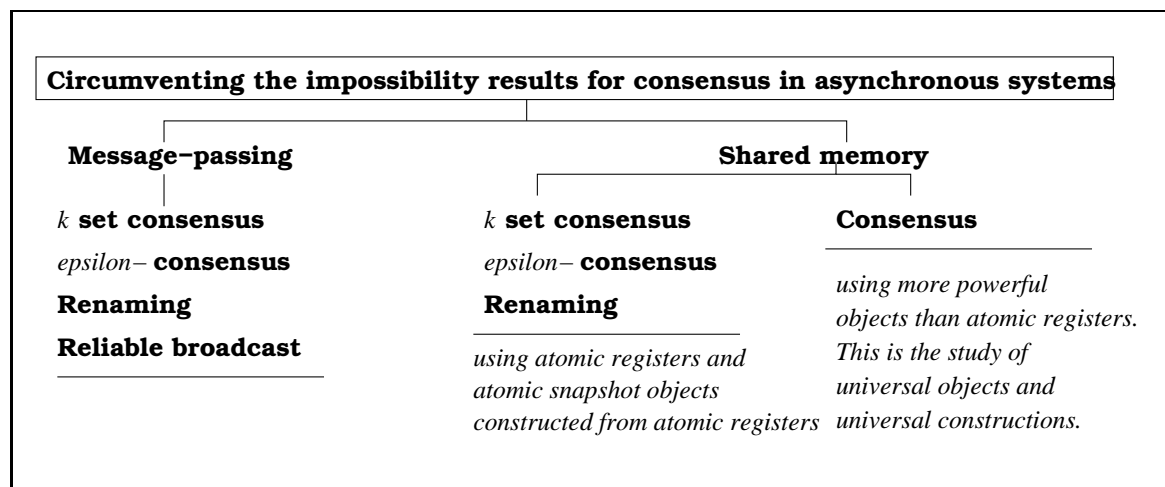 Circumventing the impossibility results for consensus in asynchronous systems
Message−passing
k set consensus
epsilon− consensus
Renaming
Reliable broadcast
Shared memory
k set consensus
epsilon− consensus
Renaming
using atomic registers and
atomic snapshot objects
constructed from atomic registers
Consensus
using more powerful
objects than atomic registers.
This is the study of
universal objects and
universal constructions.